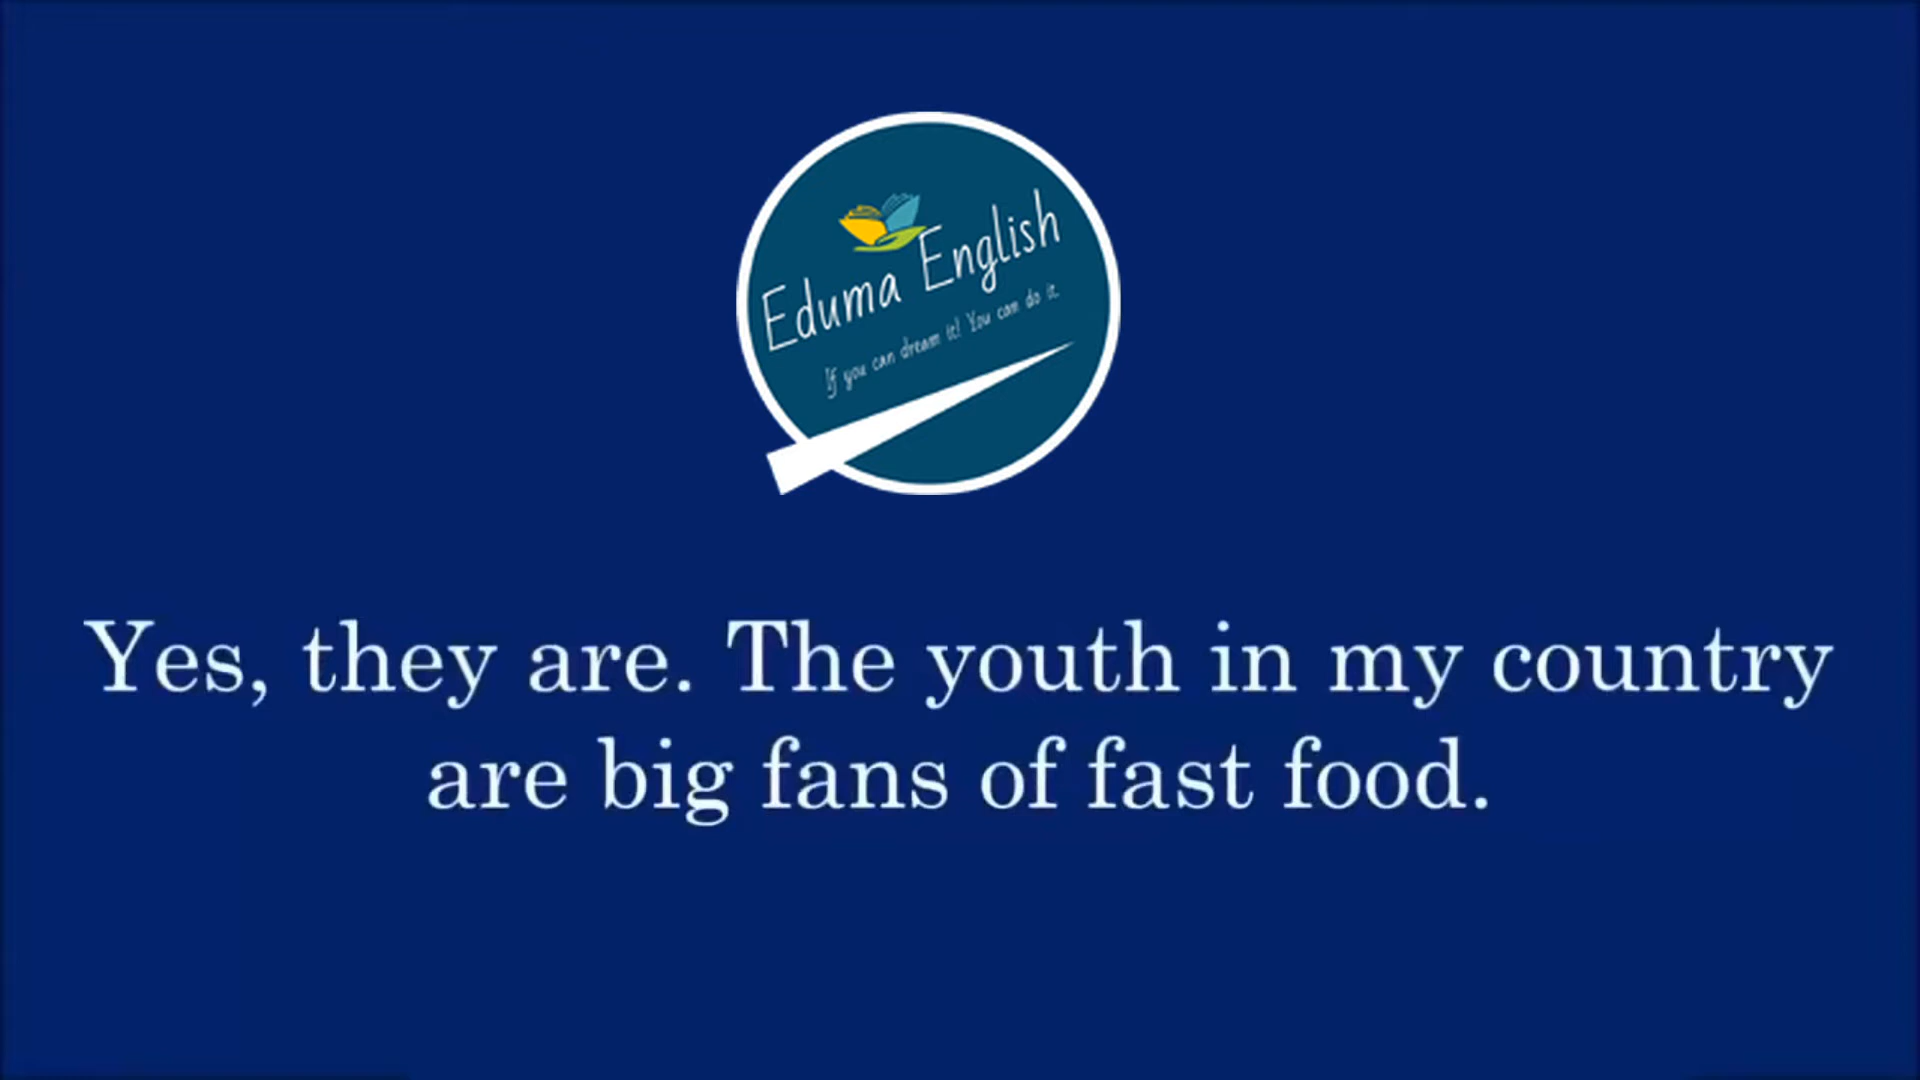 Eduma English
If you can dream it! You can do it.
Yes, they are. The youth in my country
are big fans of fast food.